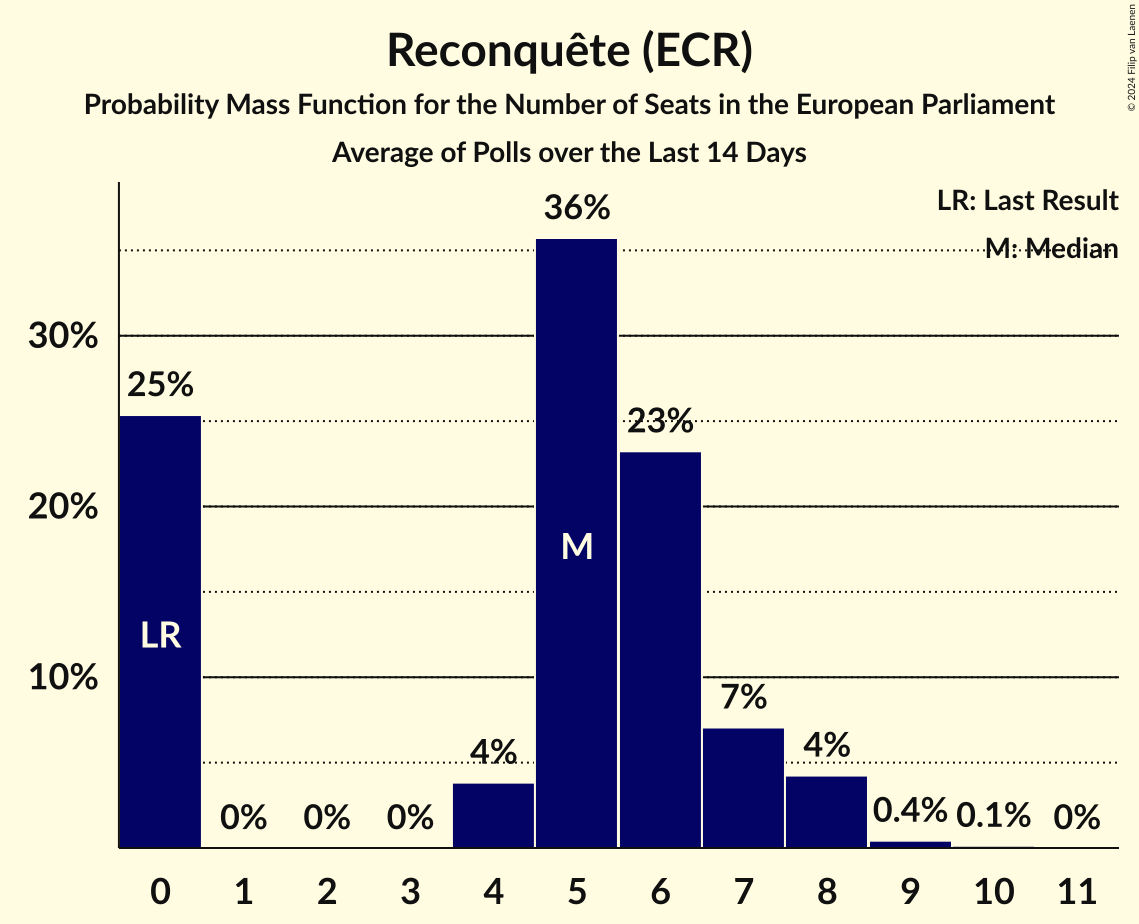 Reconquête (ECR)
Probability Mass Function for the Number of Seats in the European Parliament
Average of Polls over the Last 14 Days
© 2024 Filip van Laenen
LR: Last Result
M: Median
30%
20%
10%
25%
0%
0%
0%
4%
36%
23%
7%
4%
0.4%
0.1%
0%
LR
M
0 1 2 3 4 5 6 7 8 9 10 11